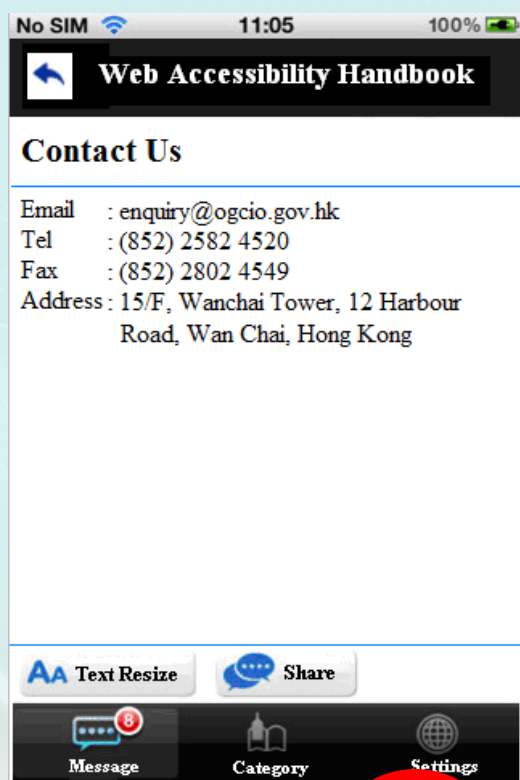 No SIM 11:05 100%
Web Accessibility Handbook
Contact Us
Email : enquiry@ogcio.gov.hk
Tel : (852) 2582 4520
Fax : (852) 2802 4549
Address : 15/F, Wanchai Tower, 12 Harbour
Road, Wan Chai, Hong Kong
AA Text Resize Share
8
Message Category Settings